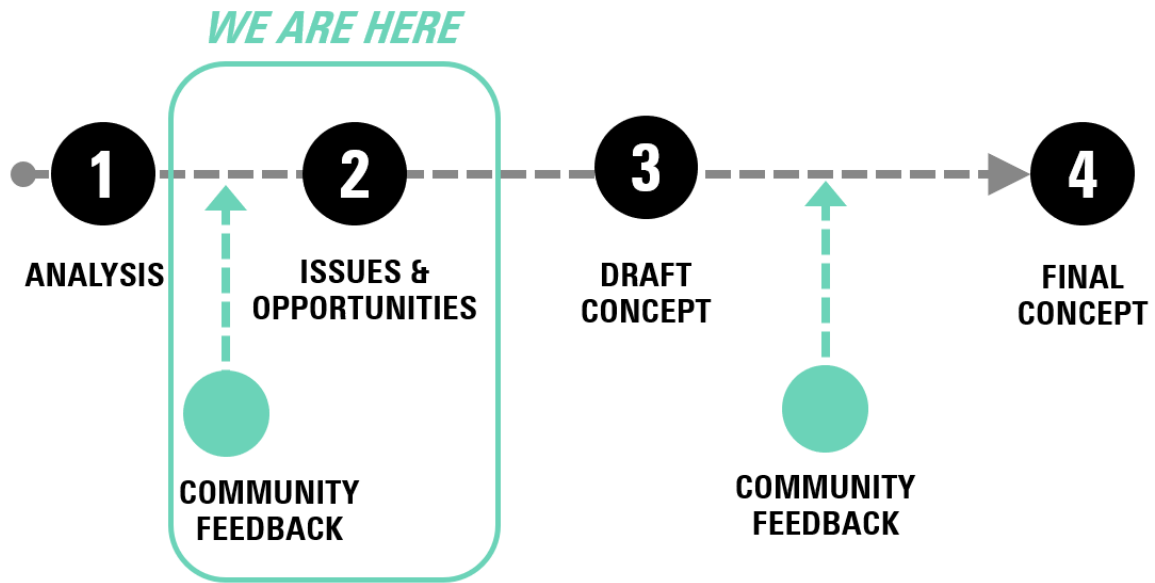 WE ARE HERE
1
2
3
4
ANALYSIS
ISSUES &
OPPORTUNITIES
DRAFT
CONCEPT
FINAL
CONCEPT
COMMUNITY
FEEDBACK
COMMUNITY
FEEDBACK